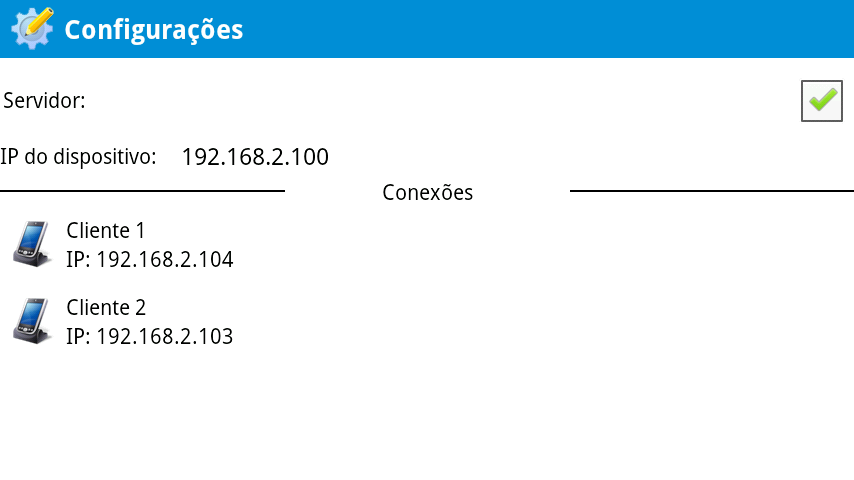 Configurações
Servidor:
IP do dispositivo: 192.168.2.100
Conexões
Cliente 1
IP: 192.168.2.104
Cliente 2
IP: 192.168.2.103